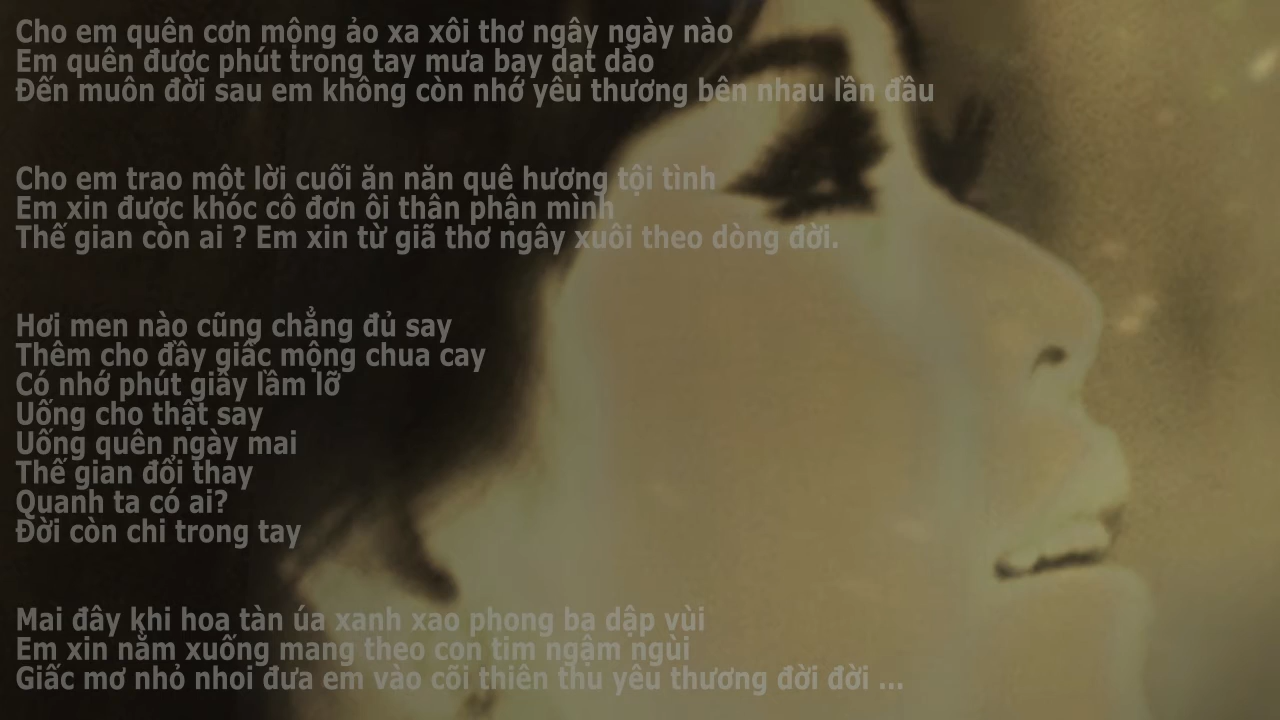 Cho em quên cơn mộng ảo xa xôi thơ ngây ngày nào
Em quên được phút trong tay mưa bay dạt dào
Đến muôn đời sau em không còn nhớ yêu thương bên nhau lần đầu
Cho em trao một lời cuối ăn năn quê hương tội tình
Em xin được khóc cô đơn ôi thân phận mình
Thế gian còn ai ? Em xin từ giã thơ ngây xuôi theo dòng đời.
Hơi men nào cũng chẳng đủ say
Thêm cho đầy giấc mộng chua cay
Có nhớ phút giây lầm lỡ
Uống cho thật say
Uống quên ngày mai
Thế gian đổi thay
Quanh ta có ai?
Đời còn chi trong tay
Mai đây khi hoa tàn úa xanh xao phong ba dập vùi
Em xin nằm xuống mang theo con tim ngậm ngùi
Giấc mơ nhỏ nhoi đưa em vào cõi thiên thu yêu thương đời đời ...